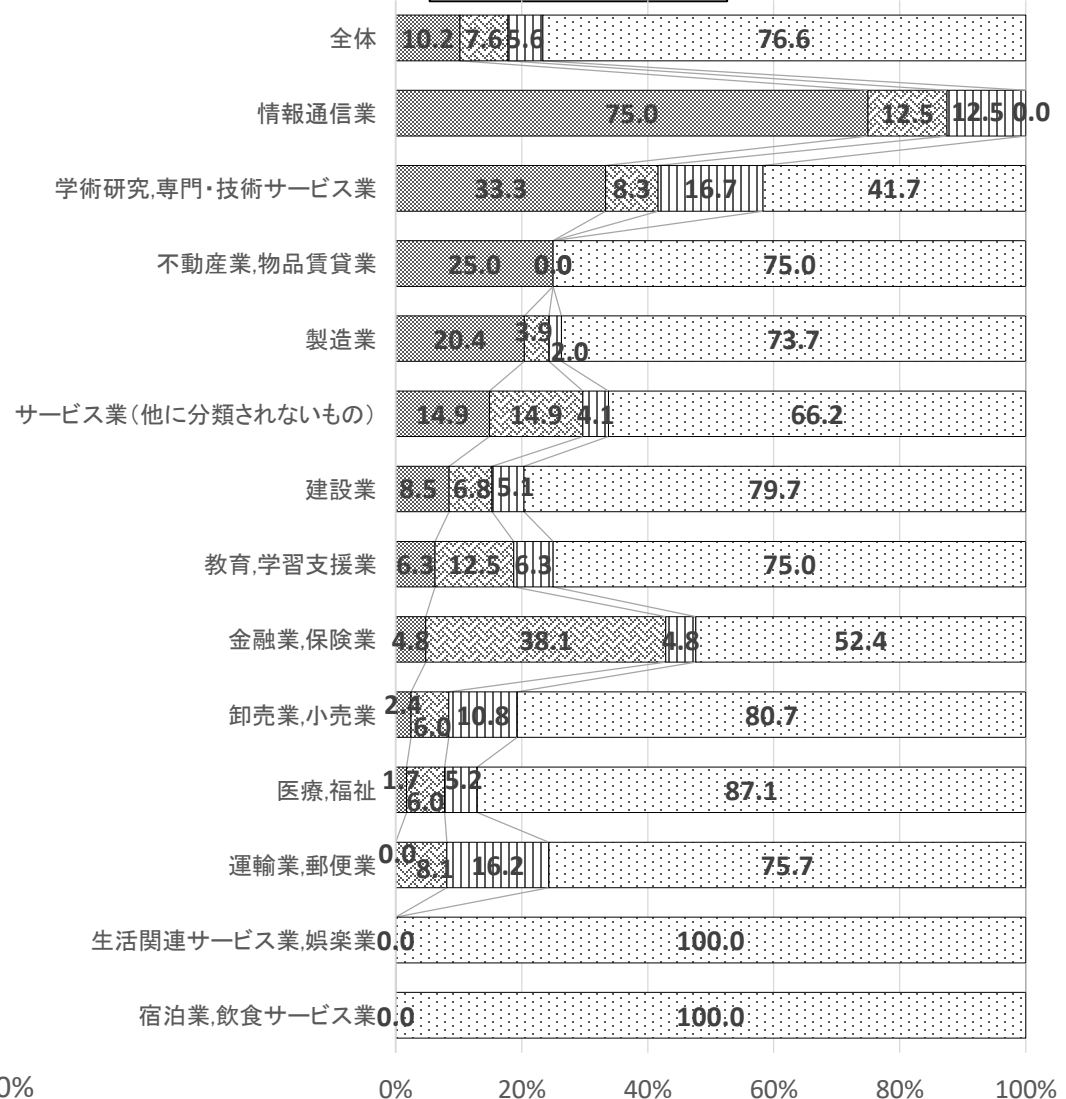 全体 10.2 7.6 5.6 76.6
情報通信業 75.0 12.5 12.5 0.0
学術研究,専門・技術サービス業 33.3 8.3 16.7 41.7
不動産業,物品賃貸業 25.0 0.0 75.0
製造業 20.4 3.9 2.0 73.7
サービス業(他に分類されないもの) 14.9 14.9 4.1 66.2
建設業 8.5 6.8 5.1 79.7
教育,学習支援業 6.3 12.5 6.3 75.0
金融業,保険業 4.8 38.1 4.8 52.4
卸売業,小売業 2.4 6.0 10.8 80.7
医療,福祉 1.7 6.0 5.2 87.1
運輸業,郵便業 0.0 8.1 16.2 75.7
生活関連サービス業,娯楽業 0.0 100.0
宿泊業,飲食サービス業 0.0 100.0
0% 0% 20% 40% 60% 80% 100%